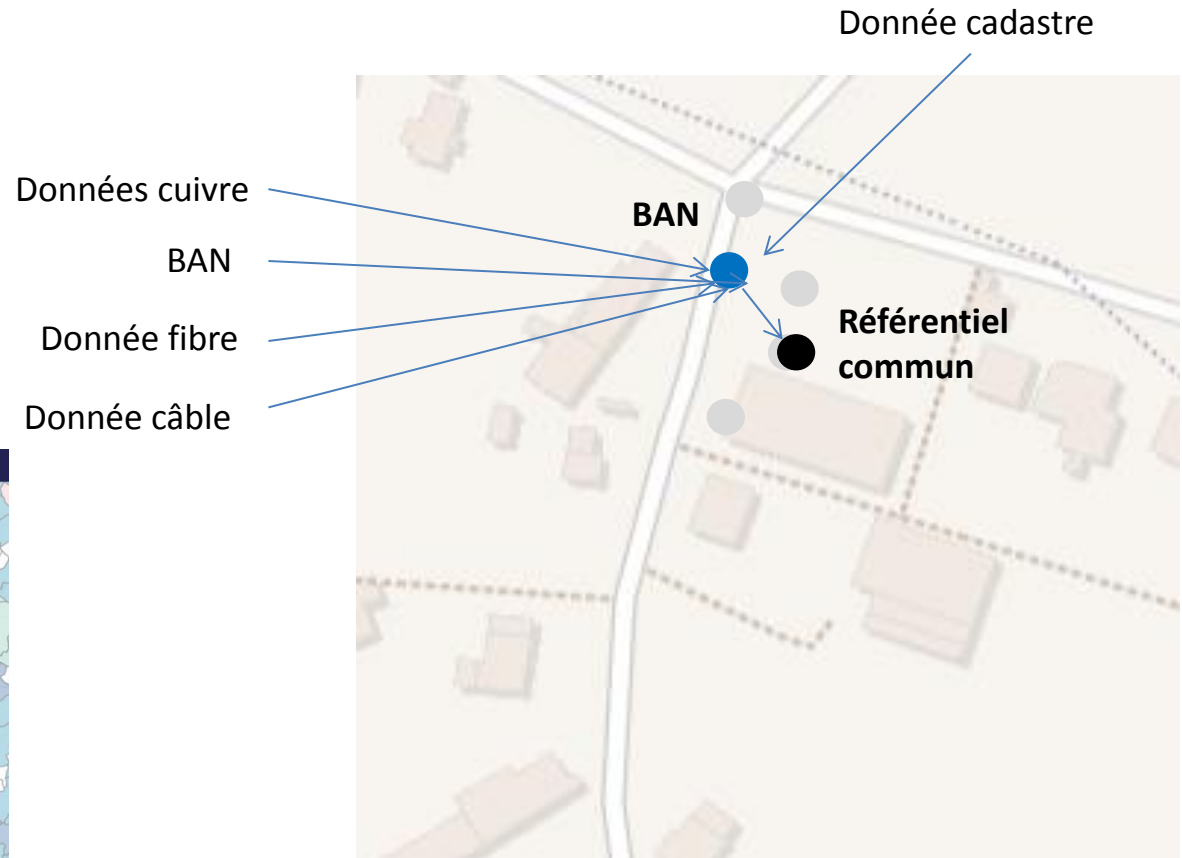 Donnée cadastre
Données cuivre
BAN
BAN
Donnée fibre
Donnée câble
Référentiel
commun